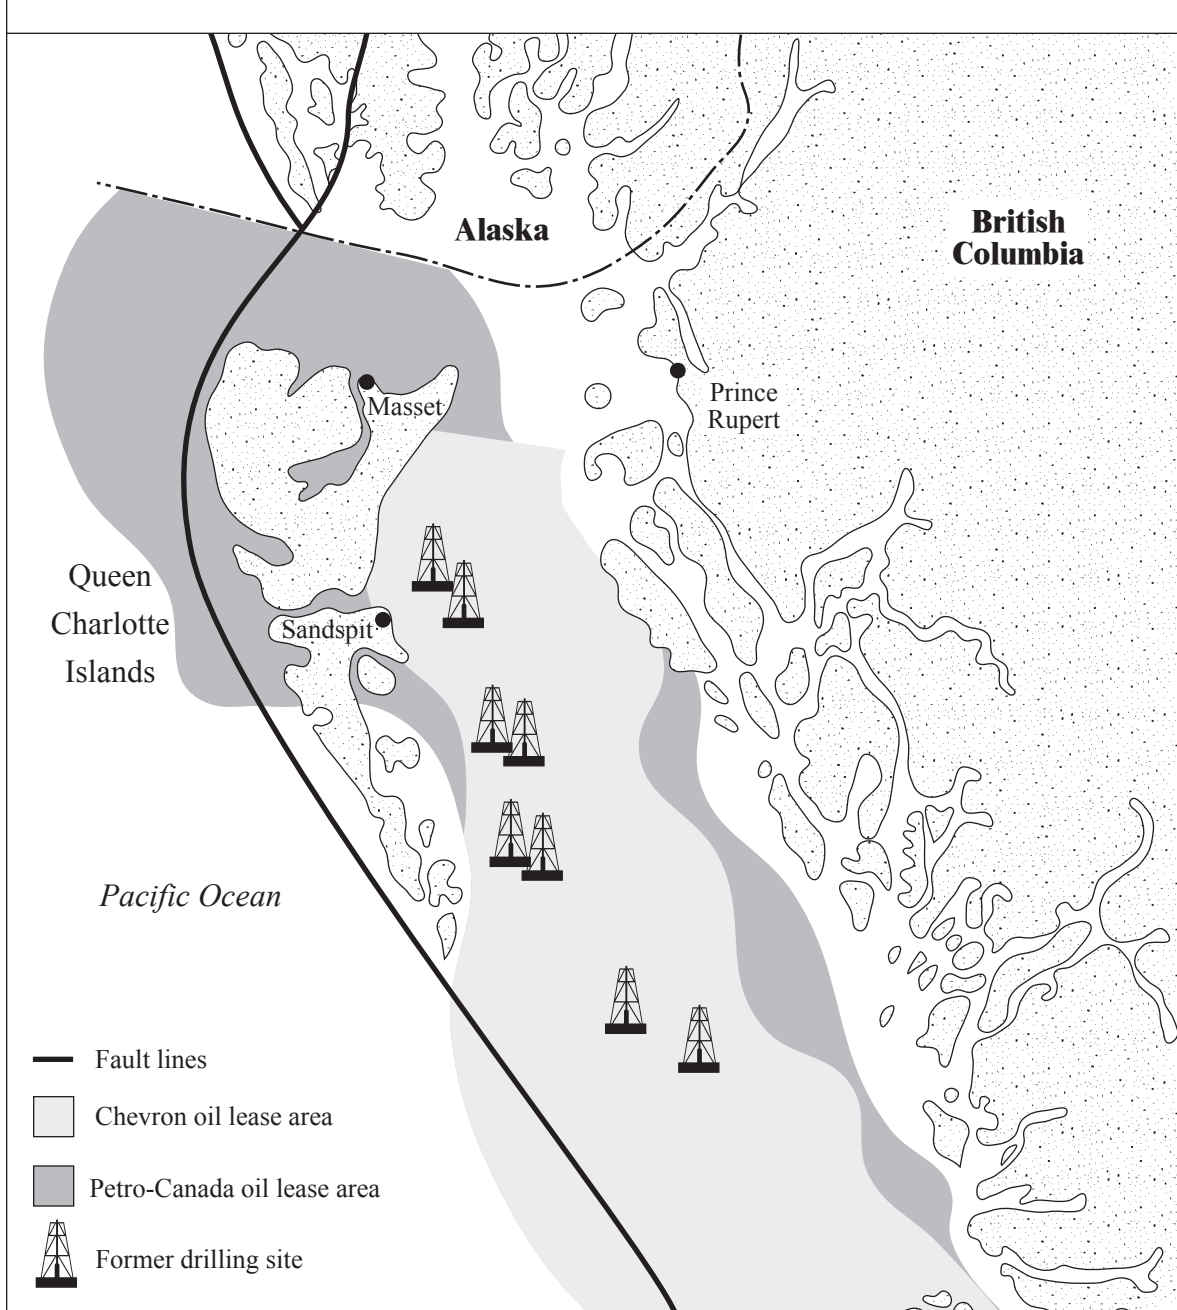 Alaska
British
Columbia
Masset
Prince
Rupert
Queen
Charlotte
Islands
Sandspit
Pacific Ocean
Fault lines
Chevron oil lease area
Petro-Canada oil lease area
Former drilling site